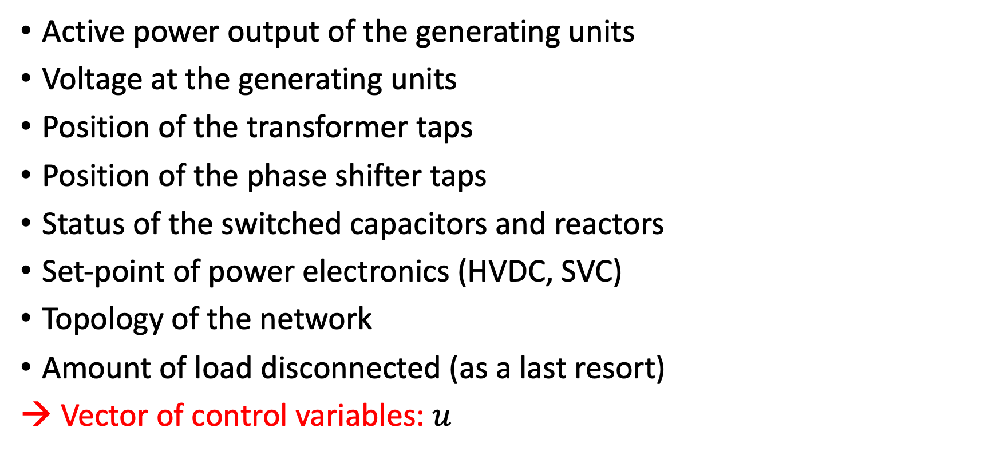 • Active power output of the generating units
• Voltage at the generating units
• Position of the transformer taps
• Position of the phase shifter taps
• Status of the switched capacitors and reactors
• Set-point of power electronics (HVDC, SVC)
• Topology of the network
• Amount of load disconnected (as a last resort)
→ Vector of control variables: u